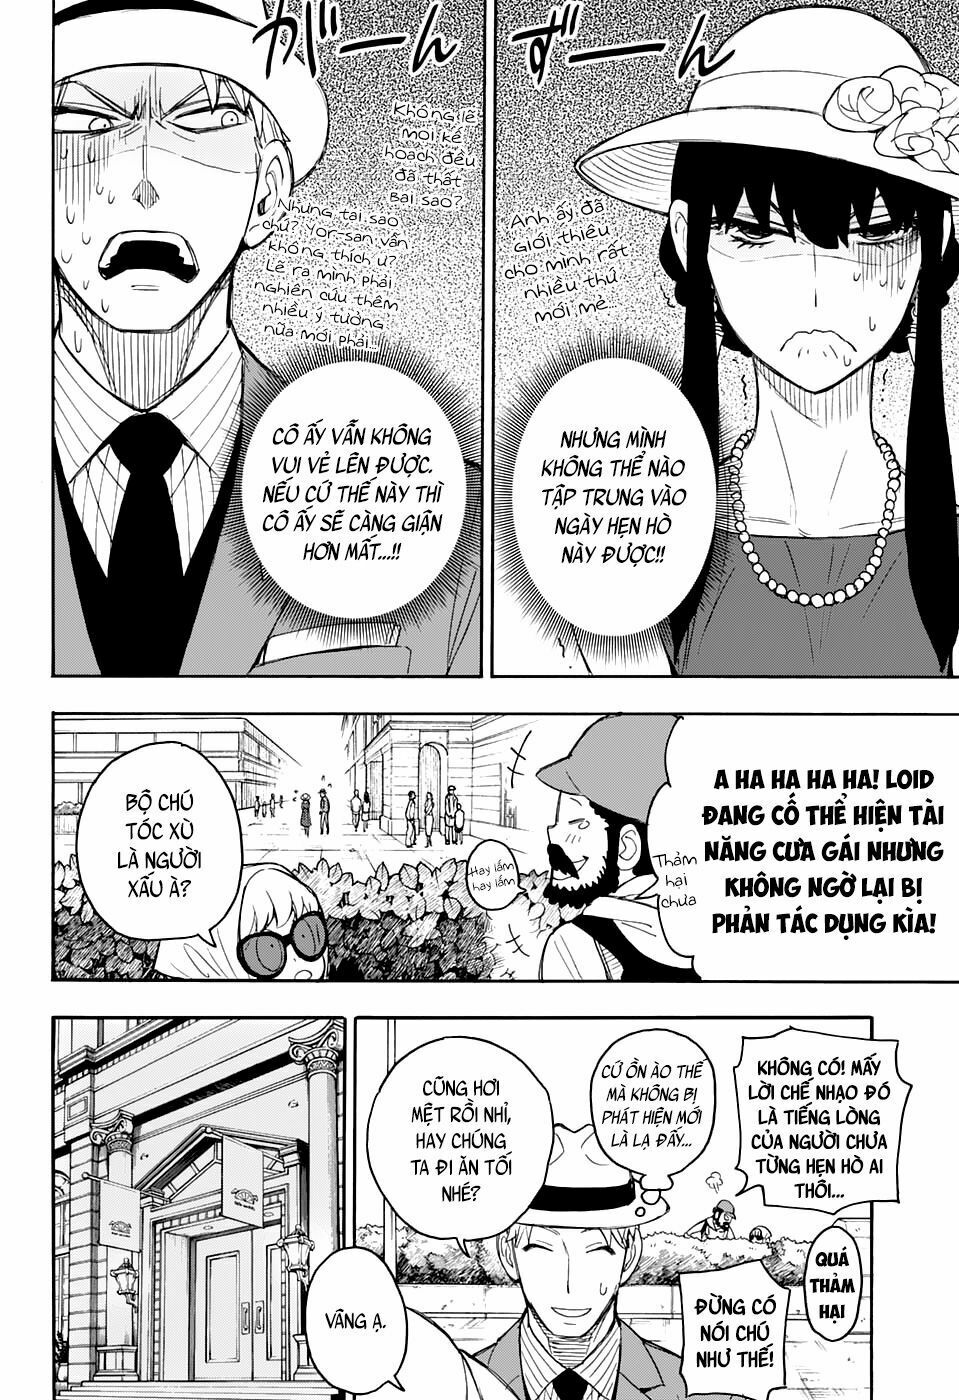 ずーん
Anh ấy đã
giới thiệu
cho mình rất
nhiều thứ
mới mẻ
NHƯNG MÌNH
KHÔNG THỂ NÀO
TẬP TRUNG VÀO
NGÀY HẸN HÒ
NÀY ĐƯỢC!!
がーん
Không lẽ
mọi kế
hoạch đều
đã thất
bại sao?
Nhưng tại sao
chứ? Yor-san vẫn
không thích ư?
Lẽ ra mình phải
nghiên cứu thêm
nhiều ý tưởng
nữa mới phải...
CÔ ẤY VẪN KHÔNG
VUI VẺ LÊN ĐƯỢC.
NẾU CỨ THẾ NÀY THÌ
CÔ ẤY SẼ CÀNG GIẬN
HƠN MẤT...!!
A HA HA HA HA! LOID
ĐANG CỐ THỂ HIỆN TÀI
NĂNG CƯA GÁI NHƯNG
KHÔNG NGỜ LẠI BỊ
PHẢN TÁC DỤNG KÌA!
Thảm
hại
chưa
Hay lắm
hay lắm
BỘ CHÚ
TÓC XÙ
LÀ NGƯỜI
XẤU À?
KHÔNG CÓ! MẤY
LỜI CHẾ NHẠO ĐÓ
LÀ TIẾNG LÒNG
CỦA NGƯỜI CHƯA
TỪNG HẸN HÒ AI
THÔI...
QUÁ
THẢM
HẠI
ĐỪNG CÓ
NÓI CHÚ
NHƯ THẾ!
CỨ ỒN ÀO THẾ
MÀ KHÔNG BỊ
PHÁT HIỆN MỚI
LÀ LẠ ĐẤY...
CŨNG HƠI
MỆT RỒI NHỈ,
HAY CHÚNG
TA ĐI ĂN TỐI
NHÉ?
VÂNG Ạ.